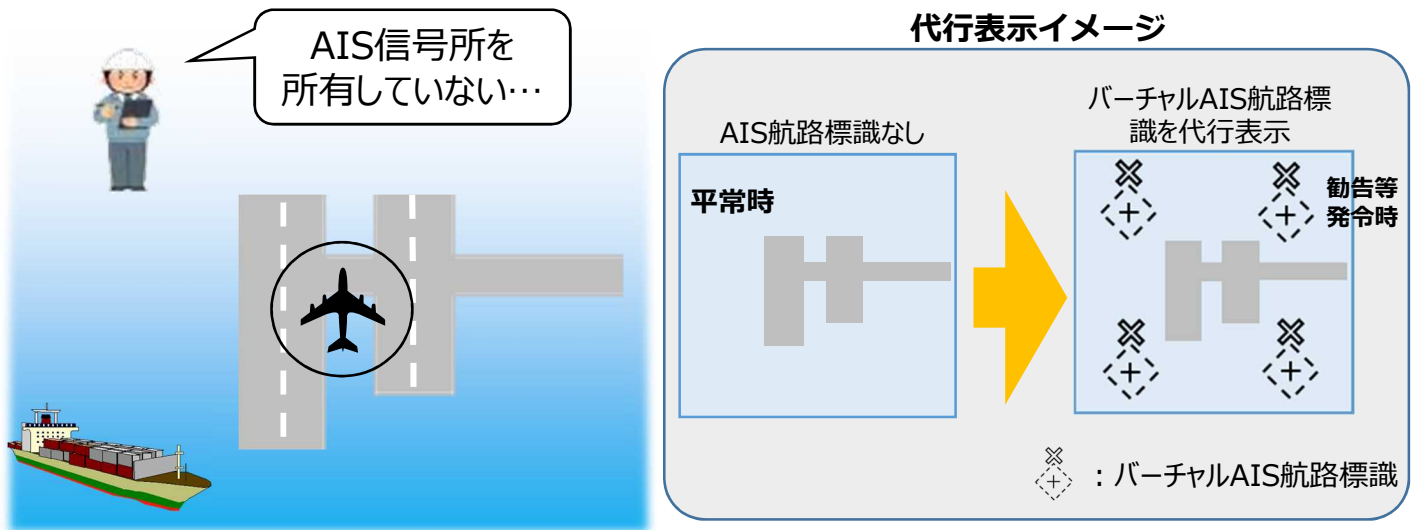 AIS信号所を
所有していない…
代行表示イメージ
AIS航路標識なし
平常時
バーチャルAIS航路標
識を代行表示
勧告等
発令時
：バーチャルAIS航路標識